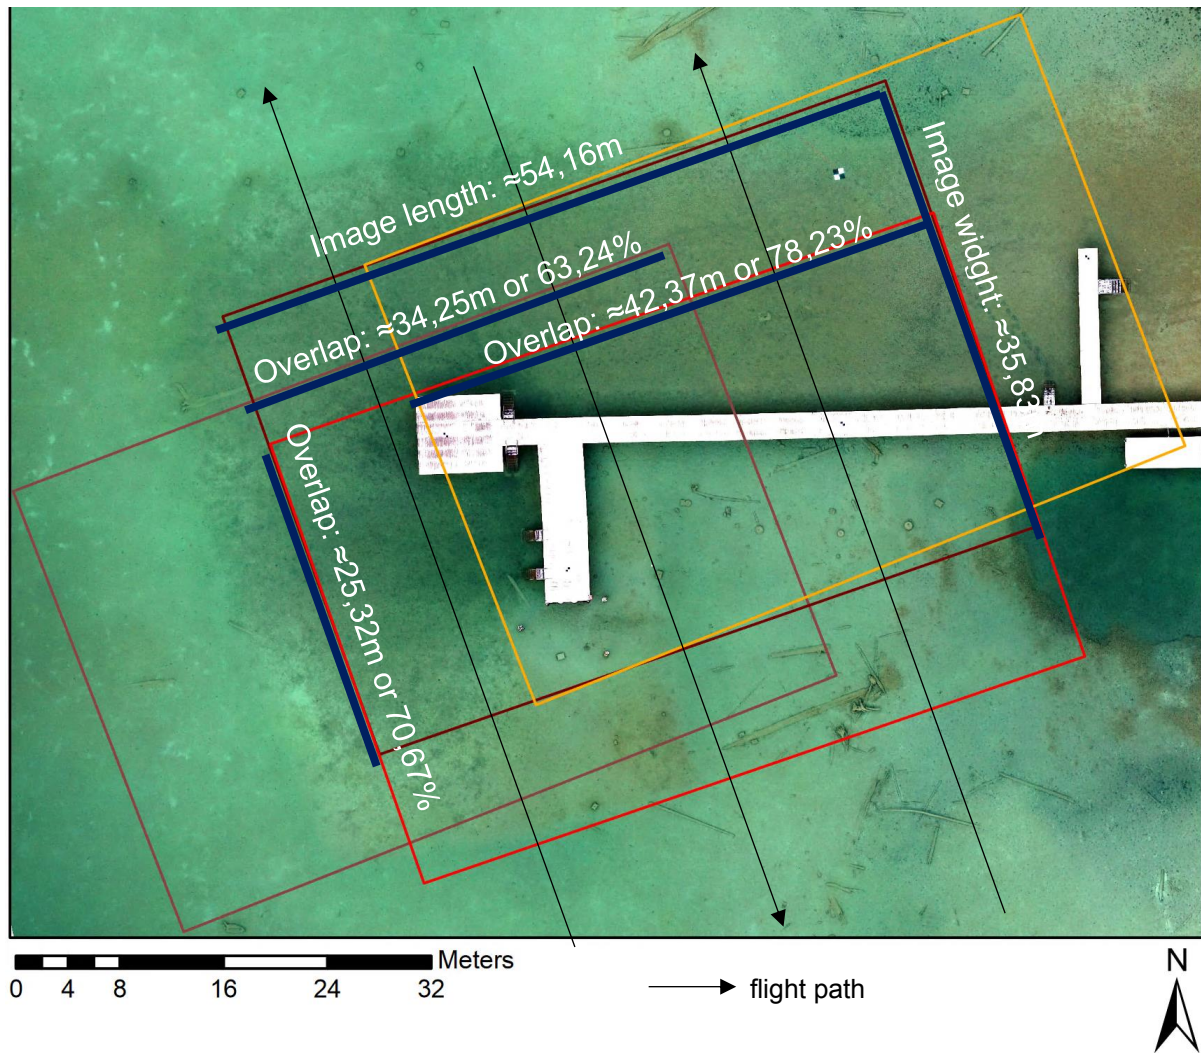 Image length: ≈54,16m
Image widght: ≈35,83m
Overlap: ≈34,25m or 63,24%
Overlap: ≈42,37m or 78,23%
Overlap: ≈25,32m or 70,67%
Meters
0 4 8 16 24 32
flight path
N